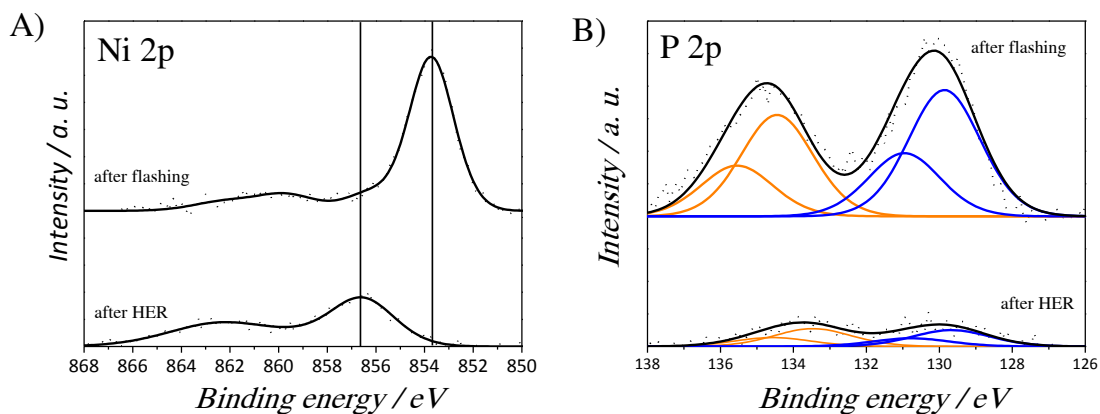 A)
Ni 2p
Intensity / a. u.
after flashing
after HER
868 866 864 862 860 858 856 854 852 850
Binding energy / eV
B)
P 2p
after flashing
Intensity / a. u.
after HER
138 136 134 132 130 128 126
Binding energy / eV